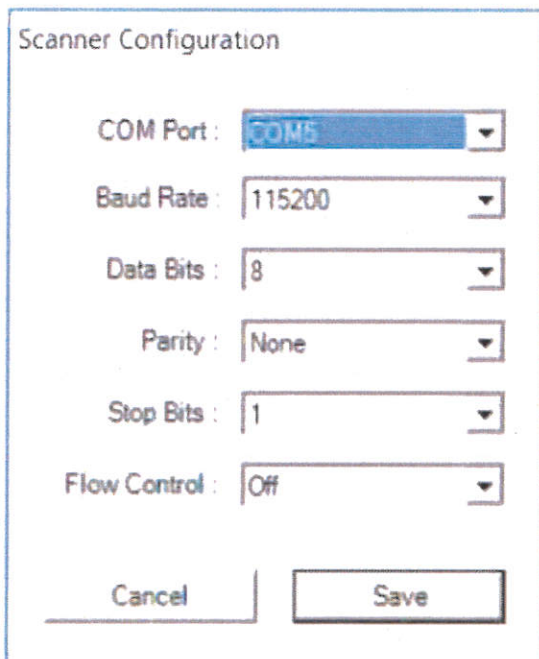 Scanner Configuration
COM Port : COM5
Baud Rate : 115200
Data Bits : 8
Parity : None
Stop Bits : 1
Flow Control : Off
Cancel Save